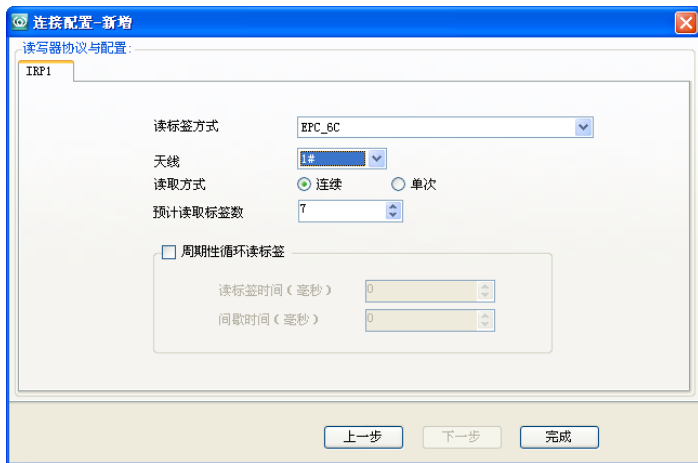 连接配置-新增
读写器协议与配置:
IRP1
读标签方式 EPC_6C
天线 1#
读取方式 连续 单次
预计读取标签数 7
周期性循环读标签
读标签时间(毫秒) 0
间歇时间(毫秒) 0
上一步 下一步 完成